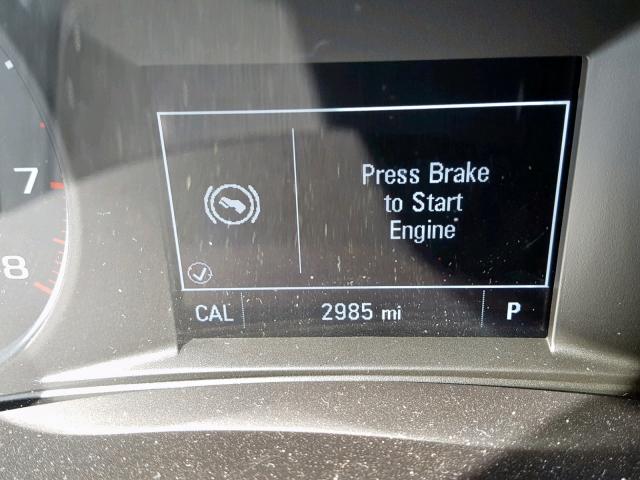 7
8
Press Brake
to Start
Engine
CAL 2985 mi P